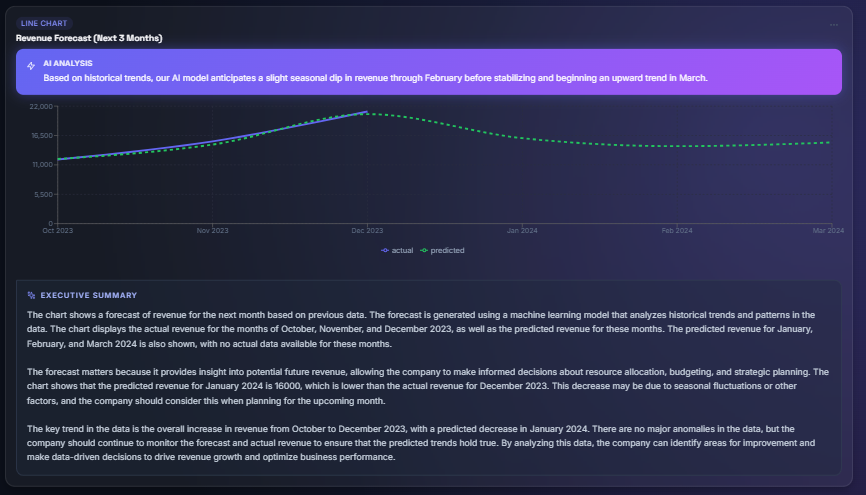 LINE CHART
...
Revenue Forecast (Next 3 Months)
AI ANALYSIS
Based on historical trends, our AI model anticipates a slight seasonal dip in revenue through February before stabilizing and beginning an upward trend in March.
22,000
16,500
11,000
5,500
0
Oct 2023 Nov 2023 Dec 2023 Jan 2024 Feb 2024 Mar 2024
actual predicted
EXECUTIVE SUMMARY
The chart shows a forecast of revenue for the next month based on previous data. The forecast is generated using a machine learning model that analyzes historical trends and patterns in the
data. The chart displays the actual revenue for the months of October, November, and December 2023, as well as the predicted revenue for these months. The predicted revenue for January,
February, and March 2024 is also shown, with no actual data available for these months.
The forecast matters because it provides insight into potential future revenue, allowing the company to make informed decisions about resource allocation, budgeting, and strategic planning. The
chart shows that the predicted revenue for January 2024 is 16000, which is lower than the actual revenue for December 2023. This decrease may be due to seasonal fluctuations or other
factors, and the company should consider this when planning for the upcoming month.
The key trend in the data is the overall increase in revenue from October to December 2023, with a predicted decrease in January 2024. There are no major anomalies in the data, but the
company should continue to monitor the forecast and actual revenue to ensure that the predicted trends hold true. By analyzing this data, the company can identify areas for improvement and
make data-driven decisions to drive revenue growth and optimize business performance.